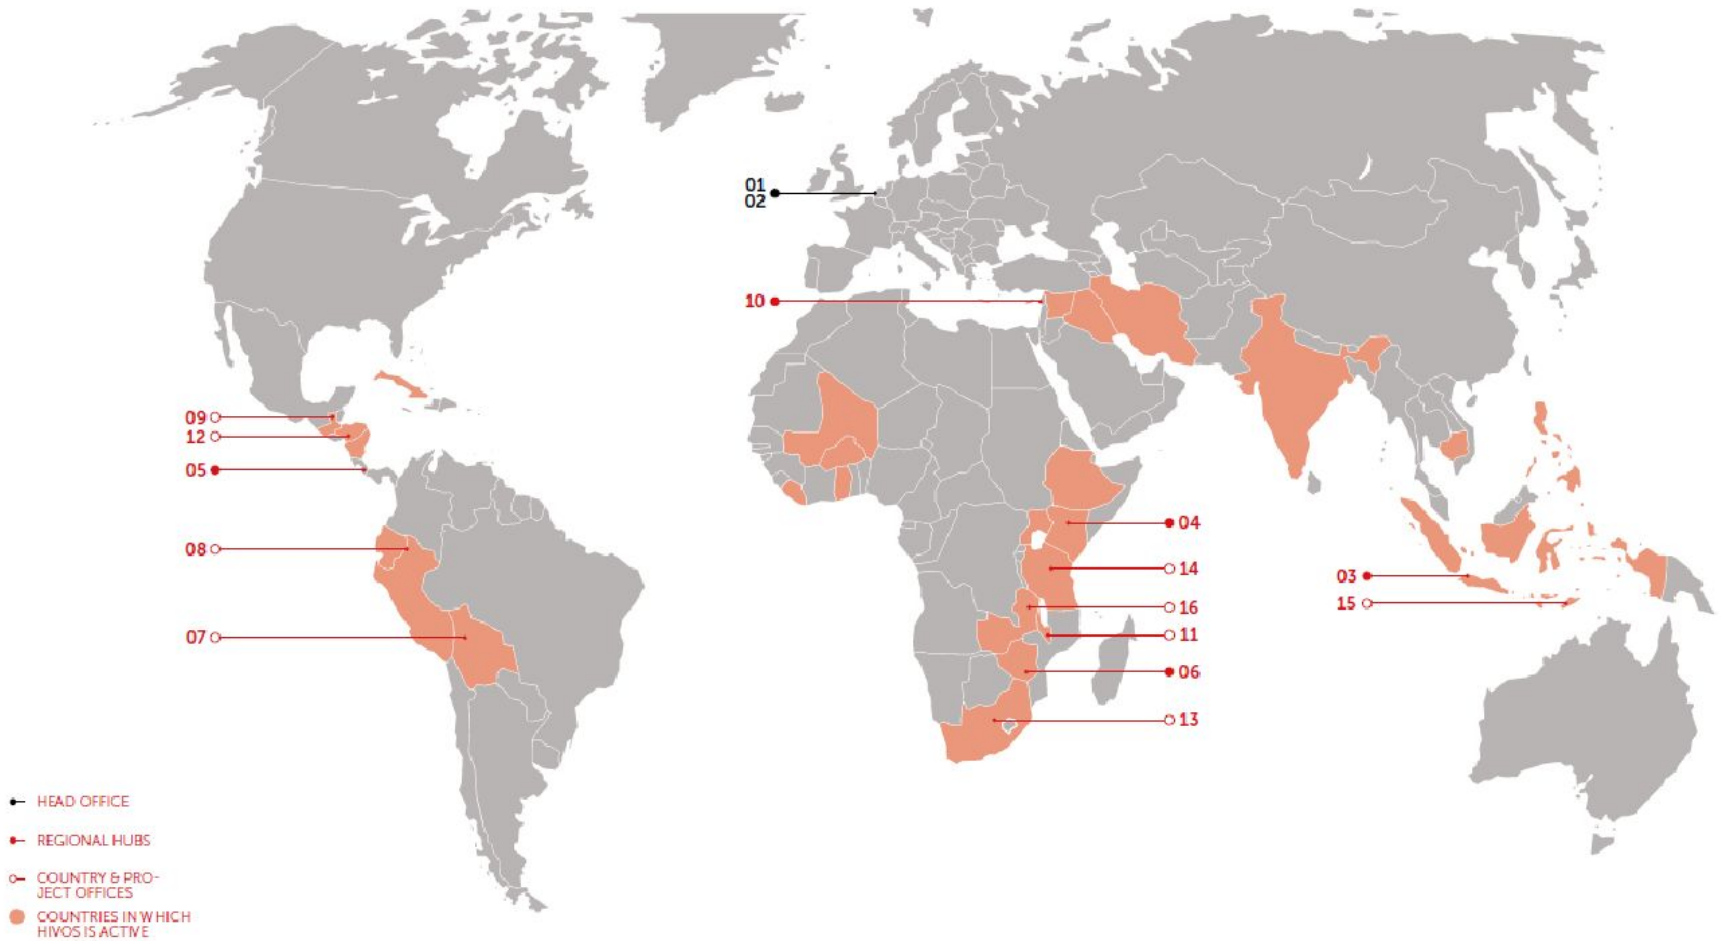 01
02
10
09
12
05
04
08
14
03
15
16
11
07
06
13
HEAD OFFICE
REGIONAL HUBS
COUNTRY & PRO-
JECT OFFICES
COUNTRIES IN WHICH
HIVOS IS ACTIVE